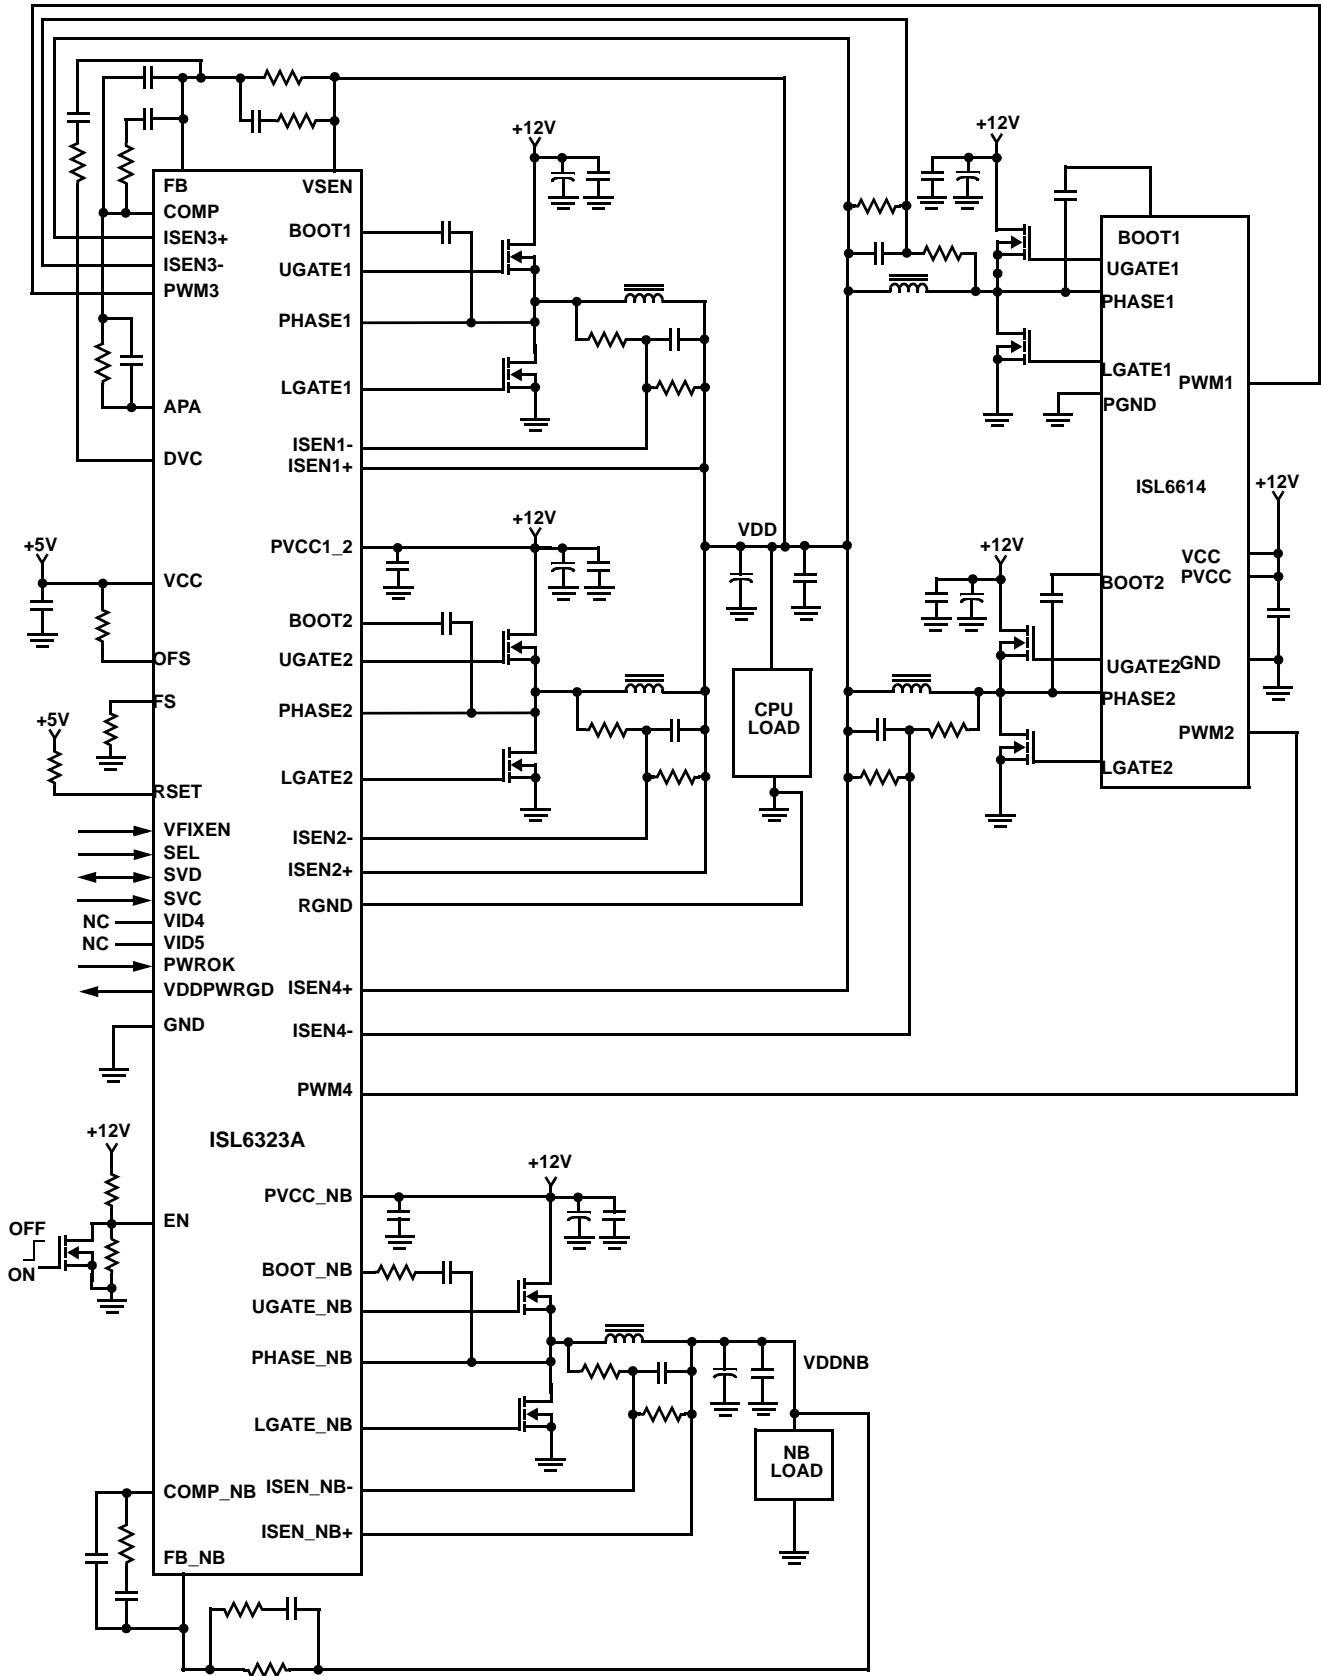 +12V
+12V
FB
VSEN
COMP
BOOT1
ISEN3+
ISEN3-
UGATE1
PWM3
PHASE1
LGATE1
APA
ISEN1-
ISEN1+
DVC
BOOT1
UGATE1
PHASE1
LGATE1
PWM1
PGND
ISL6614
+12V
+12V
VDD
+12V
+5V
PVCC1_2
VCC
VCC
PVCC
BOOT2
BOOT2
UGATE2
OFS
UGATE2
GND
FS
PHASE2
PHASE2
+5V
CPU
LOAD
PWM2
LGATE2
LGATE2
RSET
VFIXEN
ISEN2-
SEL
SVD
ISEN2+
SVC
RGND
NC
VID4
NC
VID5
PWROK
VDDPWRGD
ISEN4+
GND
ISEN4-
PWM4
+12V
ISL6323A
+12V
PVCC_NB
EN
OFF
ON
BOOT_NB
UGATE_NB
PHASE_NB
VDDNB
LGATE_NB
NB
LOAD
COMP_NB
ISEN_NB-
ISEN_NB+
FB_NB